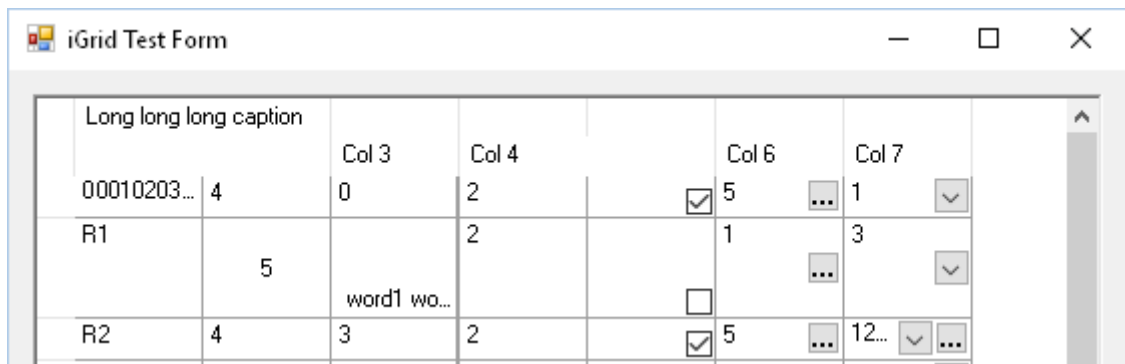 iGrid Test Form
Long long long caption
Col 3 Col 4 Col 6 Col 7
00010203... 4 0 2 5 ... 1
R1 5 word1 wo... 2 1 ... 3
R2 4 3 2 5 ... 12... ...